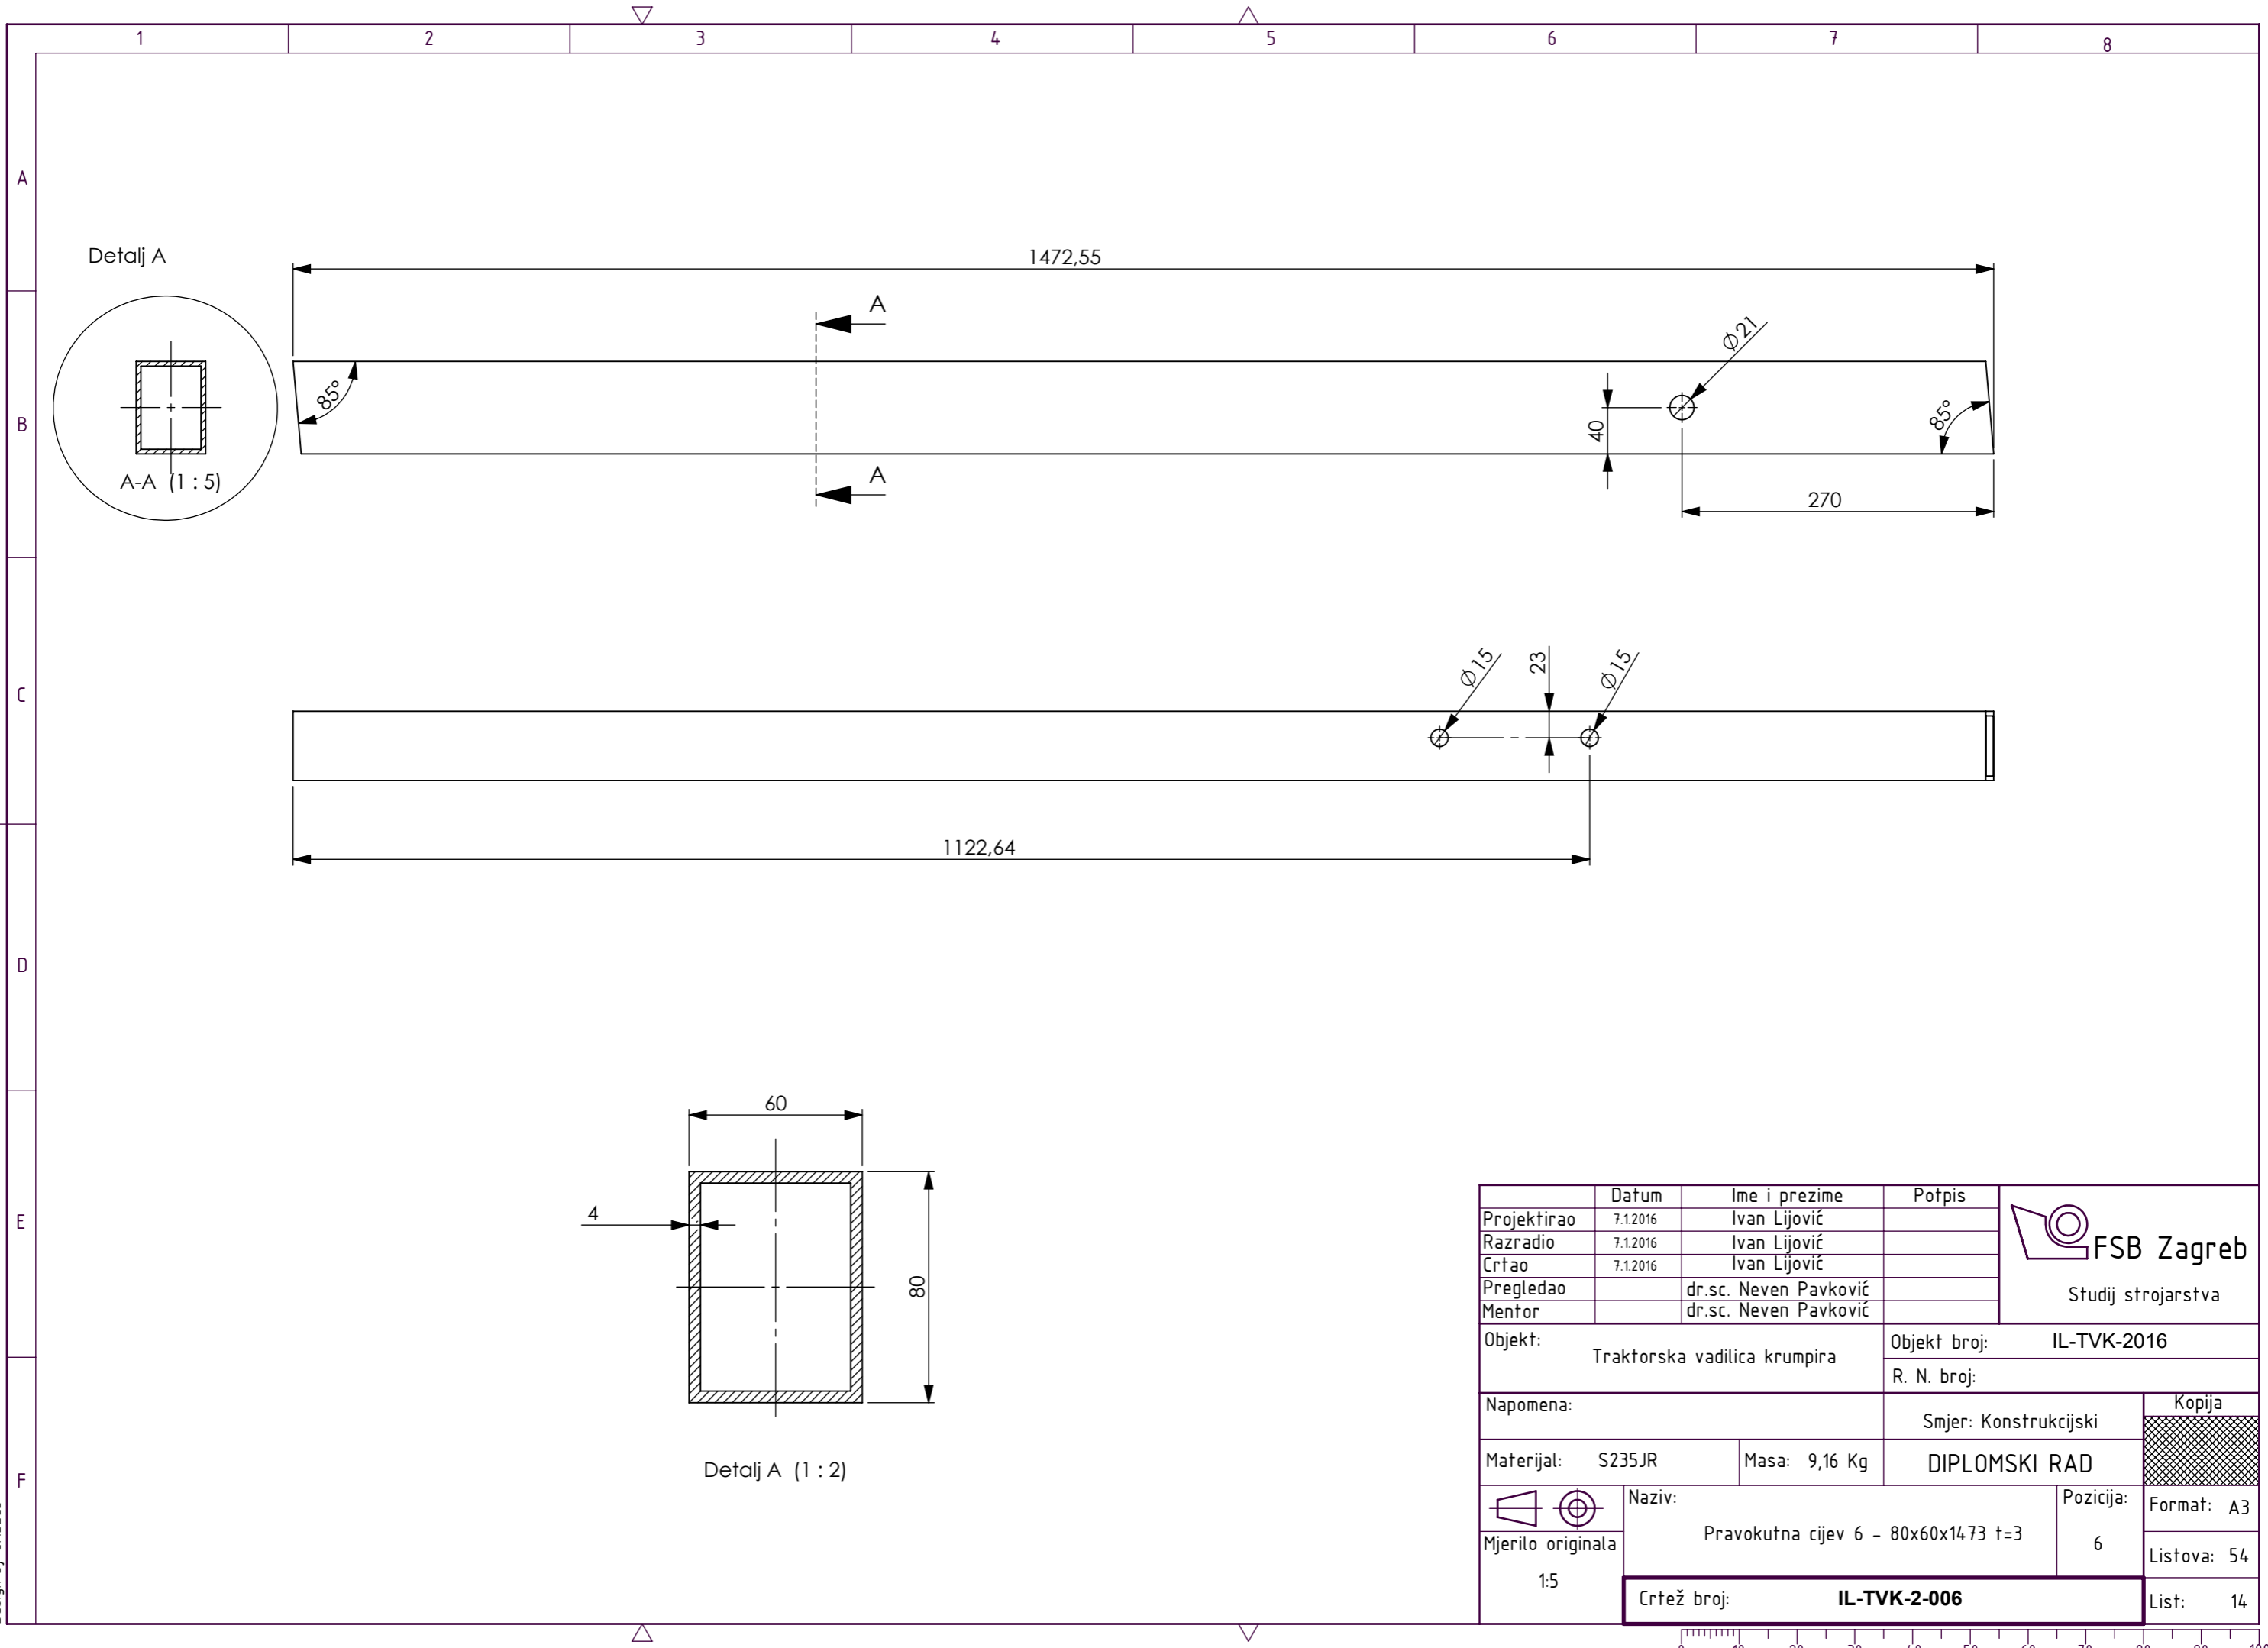 1 2 3 4 5 6 7 8
A
B
C
D
E
F
Detalj A
A-A (1 : 5)
1472,55
A
A
85°
Ø21
40
85°
270
Ø15
23
Ø15
1122,64
60
4
80
Detalj A (1 : 2)
Datum Ime i prezime Potpis
Projektirao 7.1.2016 Ivan Lijović
Razradio 7.1.2016 Ivan Lijović
Crtao 7.1.2016 Ivan Lijović
Pregledao dr.sc. Neven Pavković
Mentor dr.sc. Neven Pavković
FSB Zagreb
Studij strojarstva
Objekt: Traktorska vadilica krumpira
Objekt broj: IL-TVK-2016
R. N. broj:
Napomena:
Smjer: Konstrukcijski
Kopija
Materijal: S235JR
Masa: 9,16 Kg
DIPLOMSKI RAD
Mjerilo originala
1:5
Naziv:
Pravokutna cijev 6 - 80x60x1473 t=3
Pozicija:
6
Format: A3
Listova: 54
Crtež broj: IL-TVK-2-006
List: 14